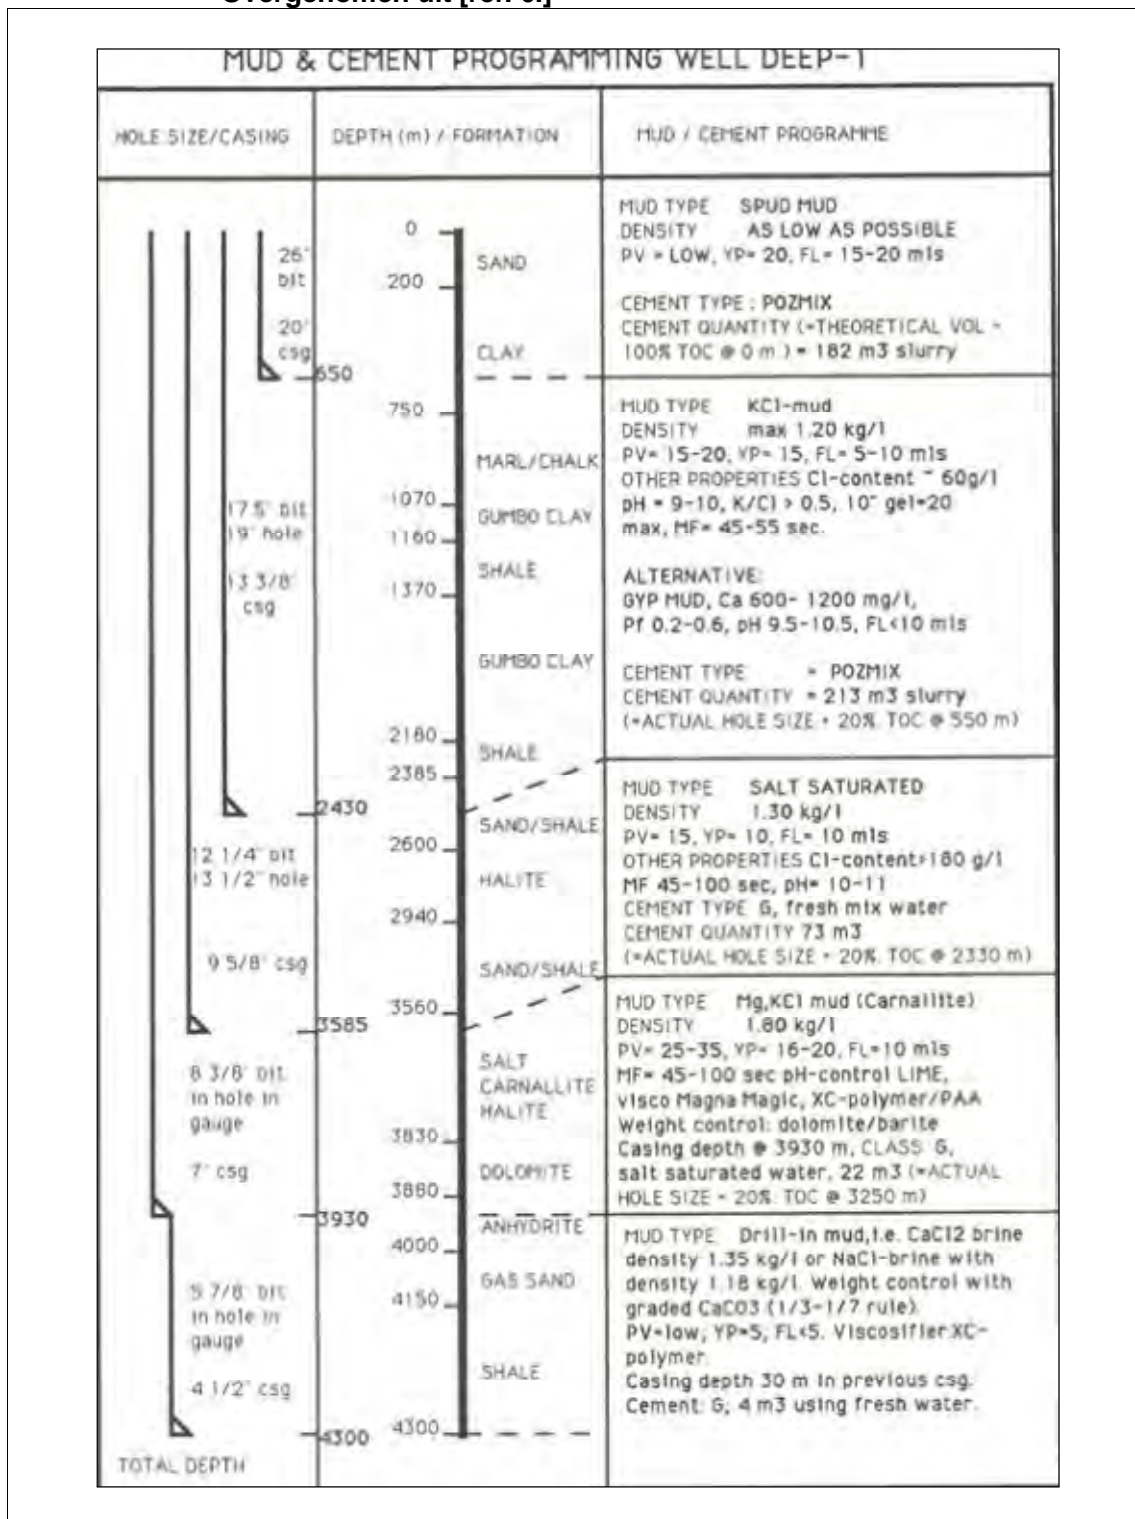 Overgenomen uit [ref. 6.]
MUD & CEMENT PROGRAMMING WELL DEEP-1
HOLE SIZE/CASING
DEPTH (m) / FORMATION
MUD / CEMENT PROGRAMME
26"
bit
20"
csg
650
17.5" bit
19" hole
13 3/8"
csg
2430
12 1/4" bit
13 1/2" hole
9 5/8" csg
3585
8 3/8" bit
in hole in
gauge
7" csg
3930
5 7/8" bit
in hole in
gauge
4 1/2" csg
4300
TOTAL DEPTH
0
SAND
200
CLAY
750
MARL/CHALK
1070
GUMBO CLAY
1160
SHALE
1370
GUMBO CLAY
2180
SHALE
2385
SAND/SHALE
2600
HALITE
2940
SAND/SHALE
3560
SALT
CARNALLITE
HALITE
3830
DOLOMITE
3880
ANHYDRITE
4000
GAS SAND
4150
SHALE
4300
MUD TYPE SPUD MUD
DENSITY AS LOW AS POSSIBLE
PV = LOW, YP= 20, FL= 15-20 mls
CEMENT TYPE : POZMIX
CEMENT QUANTITY (=THEORETICAL VOL +
100% TOC @ 0 m.) = 182 m3 slurry
MUD TYPE KCl-mud
DENSITY max 1.20 kg/l
PV= 15-20, YP= 15, FL= 5-10 mls
OTHER PROPERTIES Cl-content ~ 60g/l
pH = 9-10, K/Cl > 0.5, 10" gel=20
max, MF= 45-55 sec.
ALTERNATIVE:
GYP MUD, Ca 600- 1200 mg/l,
Pf 0.2-0.6, pH 9.5-10.5, FL<10 mls
CEMENT TYPE = POZMIX
CEMENT QUANTITY = 213 m3 slurry
(=ACTUAL HOLE SIZE + 20%. TOC @ 550 m)
MUD TYPE SALT SATURATED
DENSITY 1.30 kg/l
PV= 15, YP= 10, FL= 10 mls
OTHER PROPERTIES Cl-content>180 g/l
MF 45-100 sec, pH= 10-11
CEMENT TYPE G, fresh mix water
CEMENT QUANTITY 73 m3
(=ACTUAL HOLE SIZE + 20%. TOC @ 2330 m)
MUD TYPE Mg,KCl mud (Carnallite)
DENSITY 1.80 kg/l
PV= 25-35, YP= 16-20, FL=10 mls
MF= 45-100 sec pH-control LIME,
visco Magna Magic, XC-polymer/PAA
Weight control: dolomite/barite
Casing depth @ 3930 m, CLASS G,
salt saturated water, 22 m3 (=ACTUAL
HOLE SIZE + 20%. TOC @ 3250 m)
MUD TYPE Drill-in mud,i.e. CaCl2 brine
density 1.35 kg/l or NaCl-brine with
density 1.18 kg/l. Weight control with
graded CaCO3 (1/3-1/7 rule).
PV=low, YP=5, FL<5. Viscosifier:XC-
polymer.
Casing depth 30 m in previous csg.
Cement: G, 4 m3 using fresh water.